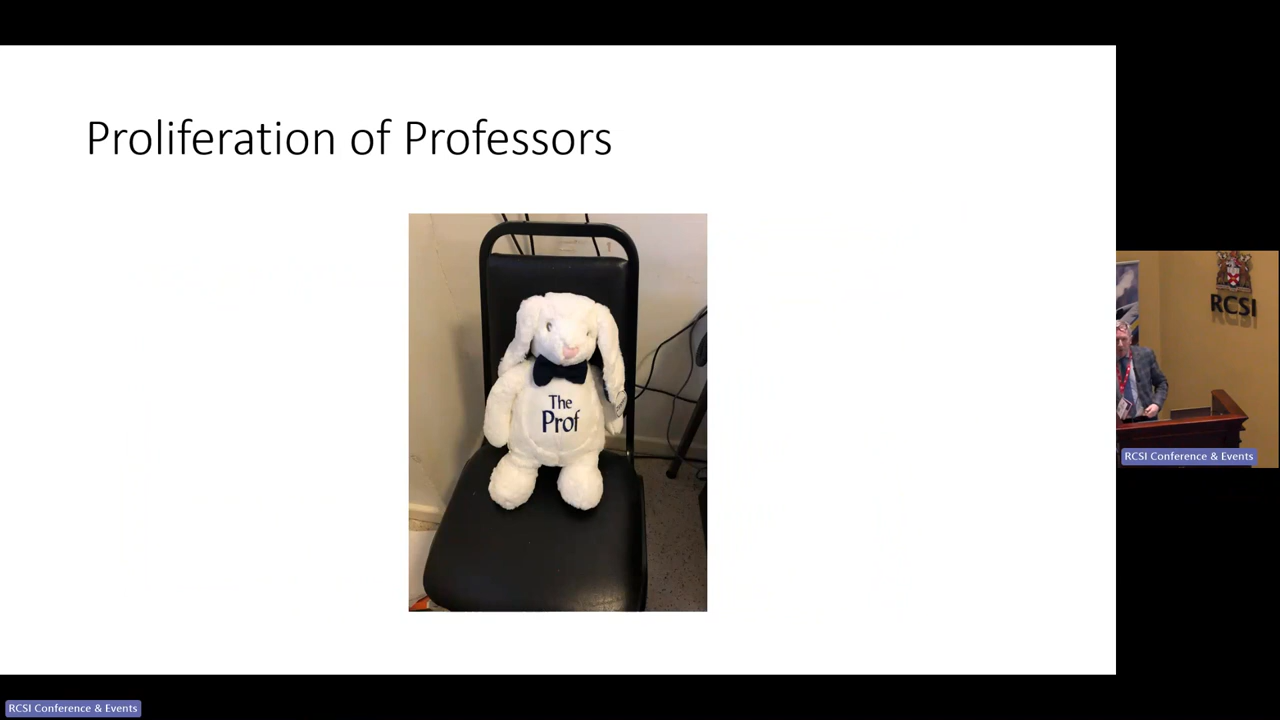 Proliferation of Professors
The
Prof
RCSI
RCSI Conference & Events
RCSI Conference & Events